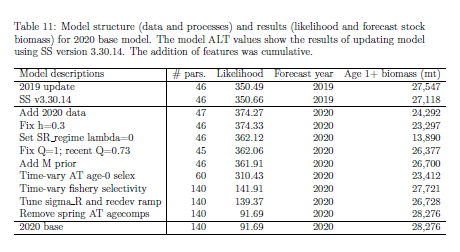 Table 11: Model structure (data and processes) and results (likelihood and forecast stock
biomass) for 2020 base model. The model ALT values show the results of updating model
using SS version 3.30.14. The addition of features was cumulative.
Model descriptions # pars. Likelihood Forecast year Age 1+ biomass (mt)
2019 update 46 350.49 2019 27,547
SS v3.30.14 46 350.66 2019 27,118
Add 2020 data 47 374.27 2020 24,292
Fix h=0.3 46 374.33 2020 23,297
Set SR_regime lambda=0 46 362.12 2020 13,890
Fix Q=1; recent Q=0.73 45 362.06 2020 26,377
Add M prior 46 361.91 2020 26,700
Time-vary AT age-0 selex 60 310.43 2020 23,412
Time-vary fishery selectivity 140 141.91 2020 27,721
Tune sigma_R and recdev ramp 140 139.37 2020 26,728
Remove spring AT agecomps 140 91.69 2020 28,276
2020 base 140 91.69 2020 28,276